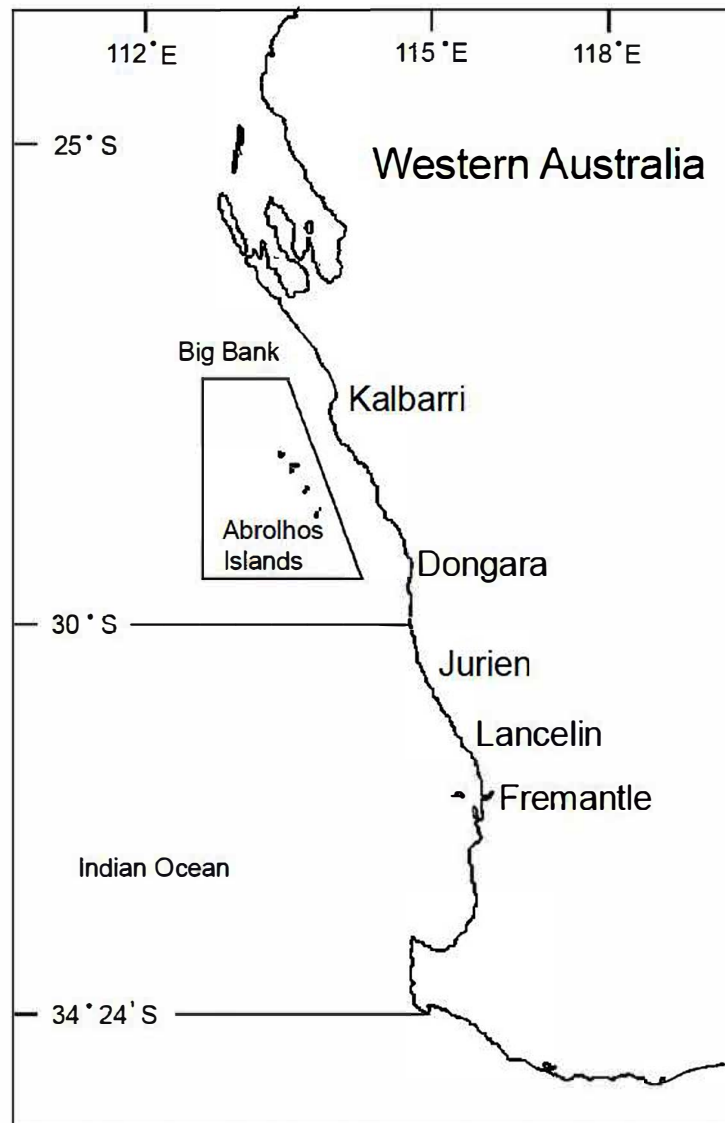 112°E
115°E
118°E
25° S
Western Australia
Big Bank
Kalbarri
Abrolhos
Islands
Dongara
30° S
Jurien
Lancelin
Fremantle
Indian Ocean
34°24' S